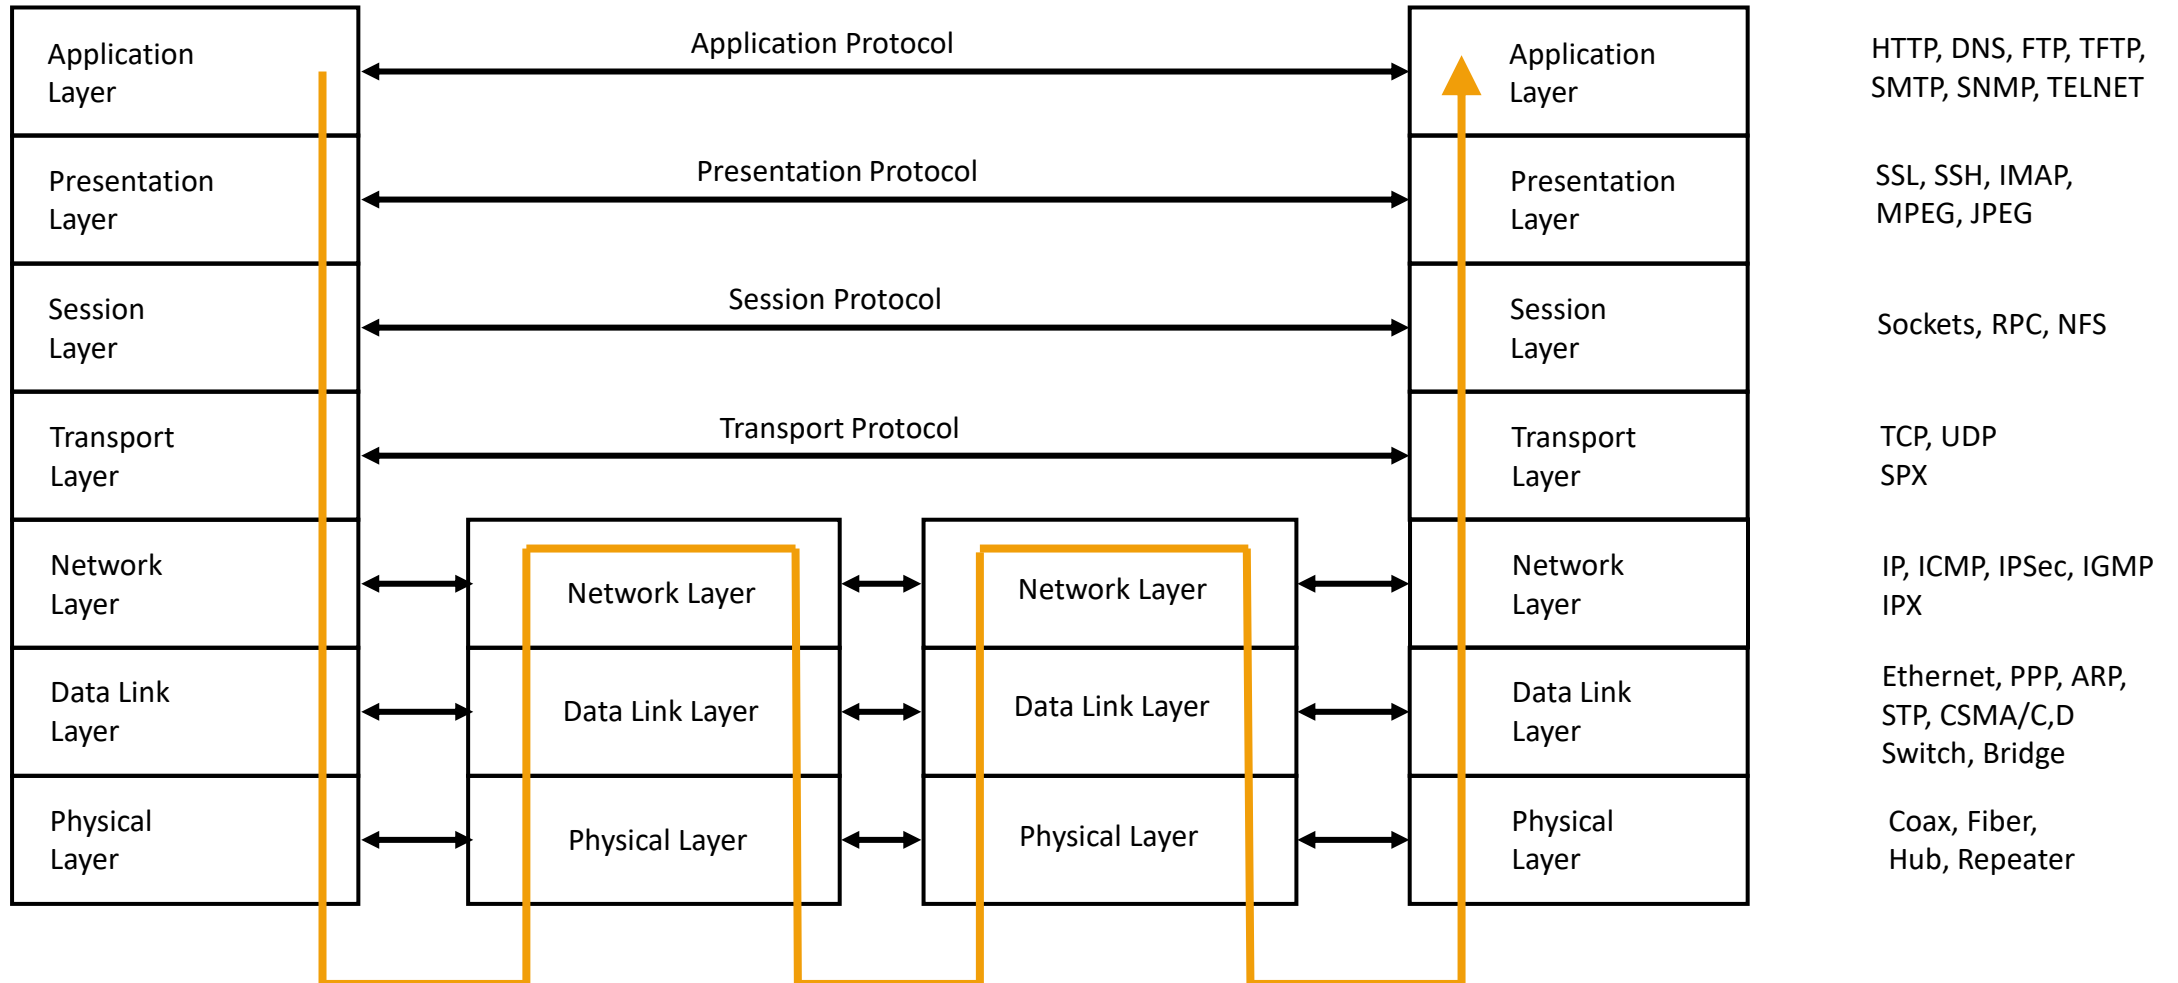 Application
Layer
Application Protocol
Application
Layer
HTTP, DNS, FTP, TFTP,
SMTP, SNMP, TELNET
Presentation
Layer
Presentation Protocol
Presentation
Layer
SSL, SSH, IMAP,
MPEG, JPEG
Session
Layer
Session Protocol
Session
Layer
Sockets, RPC, NFS
Transport
Layer
Transport Protocol
Transport
Layer
TCP, UDP
SPX
Network
Layer
Network Layer
Network Layer
Network
Layer
IP, ICMP, IPSec, IGMP
IPX
Data Link
Layer
Data Link Layer
Data Link Layer
Data Link
Layer
Ethernet, PPP, ARP,
STP, CSMA/C,D
Switch, Bridge
Physical
Layer
Physical Layer
Physical Layer
Physical
Layer
Coax, Fiber,
Hub, Repeater